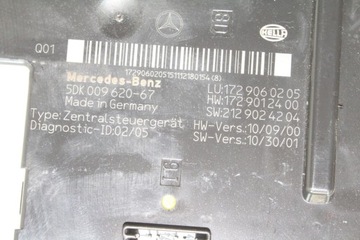 HELLA
Q01
1729060205151112180154(8)
Mercedes-Benz
5DK 009 620-67
Made in Germany
Type: Zentralsteuergerät
Diagnostic-ID:02/05
LU:172 906 02 05
HW:172 901 24 00
SW:212 902 42 04
HW-Vers: 10/09/00
SW-Vers: 10/30/01